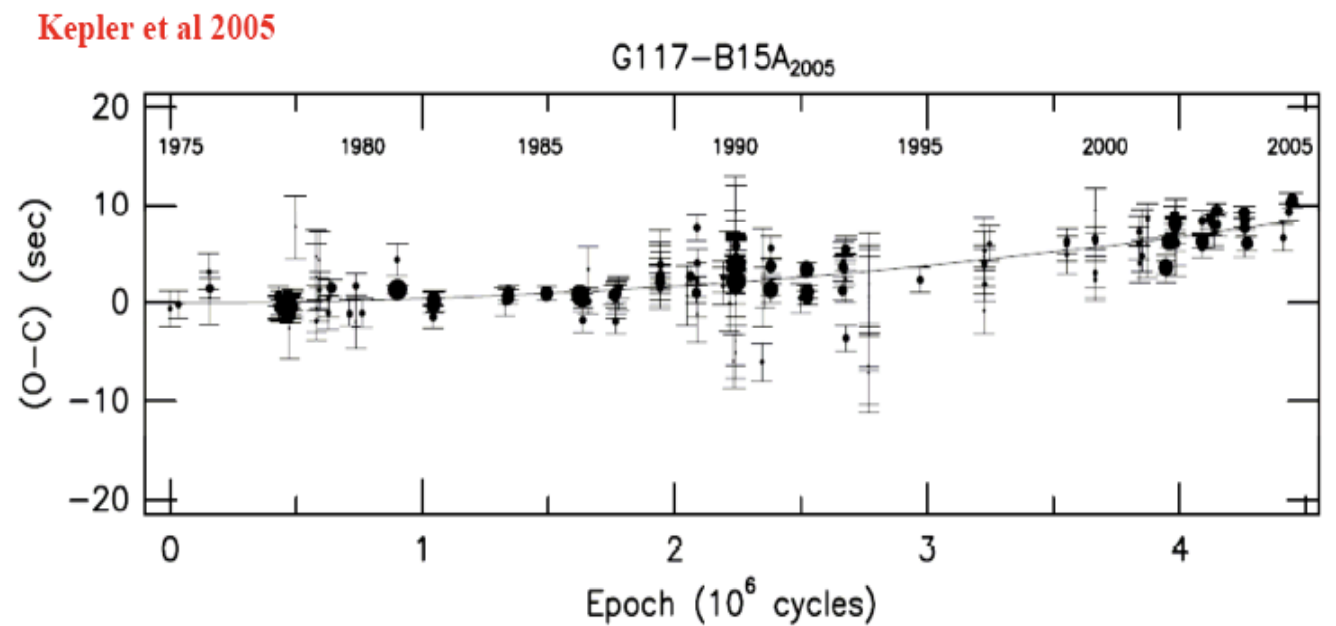 Kepler et al 2005
G117−B15A2005
20
1975 1980 1985 1990 1995 2000 2005
10
0
−10
−20
(O−C) (sec)
0 1 2 3 4
Epoch (10^6 cycles)